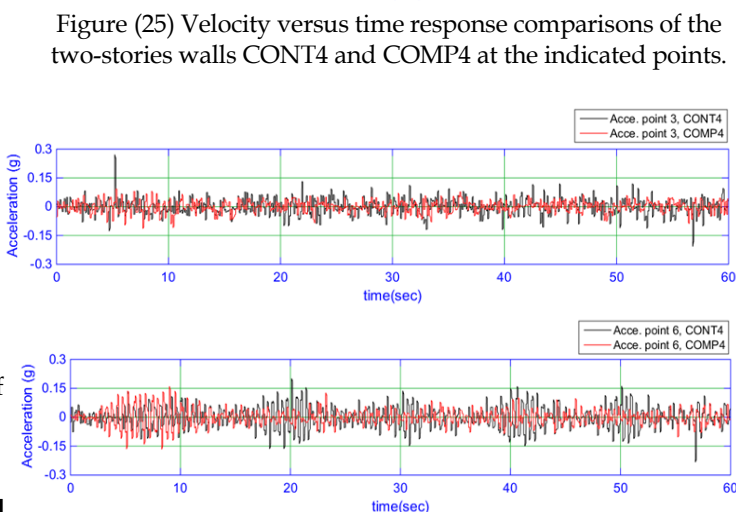 Figure (25) Velocity versus time response comparisons of the
two-stories walls CONT4 and COMP4 at the indicated points.
Acce. point 3, CONT4
Acce. point 3, COMP4
Acceleration (g)
0.3
0.15
0
-0.15
-0.3
0 10 20 30 40 50 60
time(sec)
Acce. point 6, CONT4
Acce. point 6, COMP4
Acceleration (g)
0.3
0.15
0
-0.15
-0.3
0 10 20 30 40 50 60
time(sec)